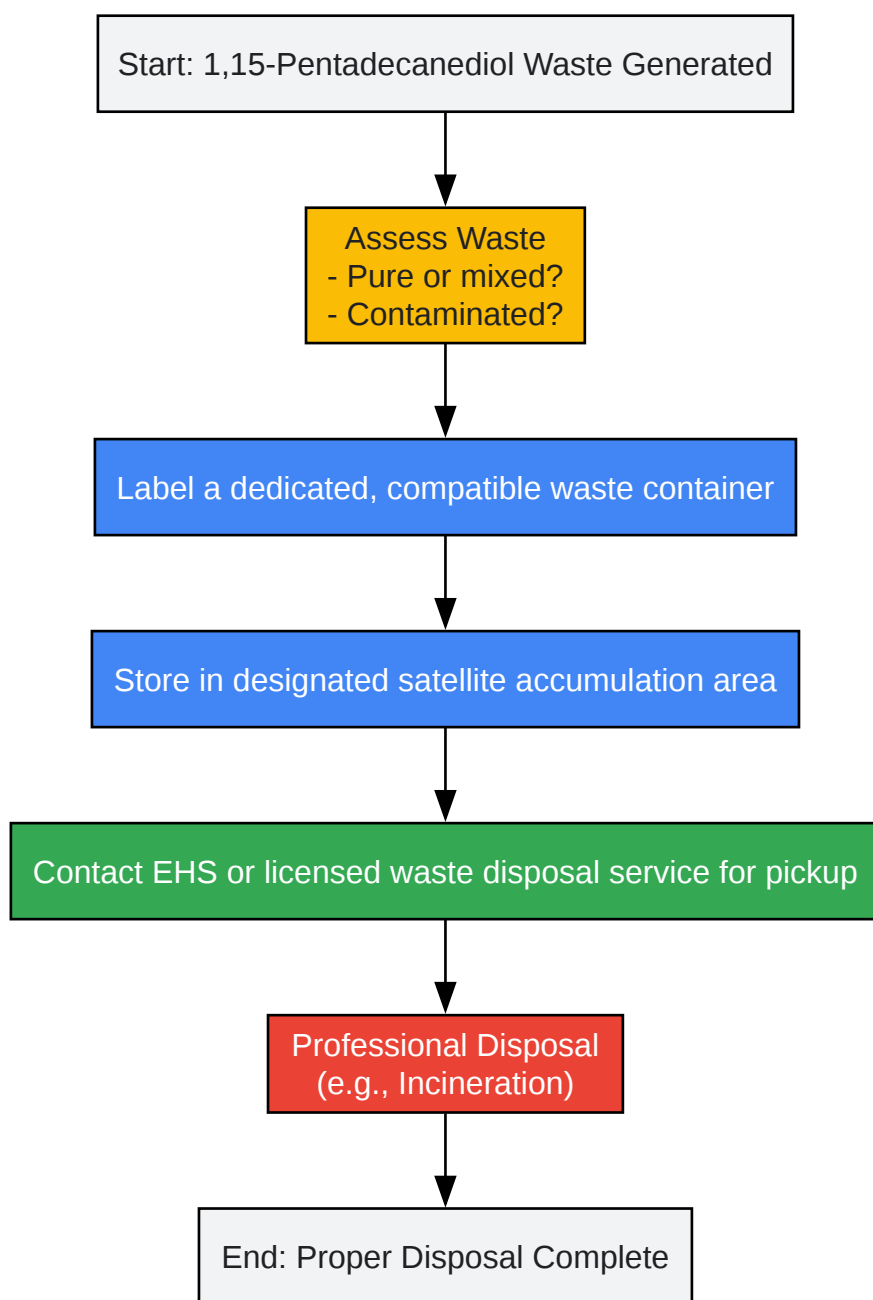 Start: 1,15-Pentadecanediol Waste Generated
Assess Waste
- Pure or mixed?
- Contaminated?
Label a dedicated, compatible waste container
Store in designated satellite accumulation area
Contact EHS or licensed waste disposal service for pickup
Professional Disposal
(e.g., Incineration)
End: Proper Disposal Complete